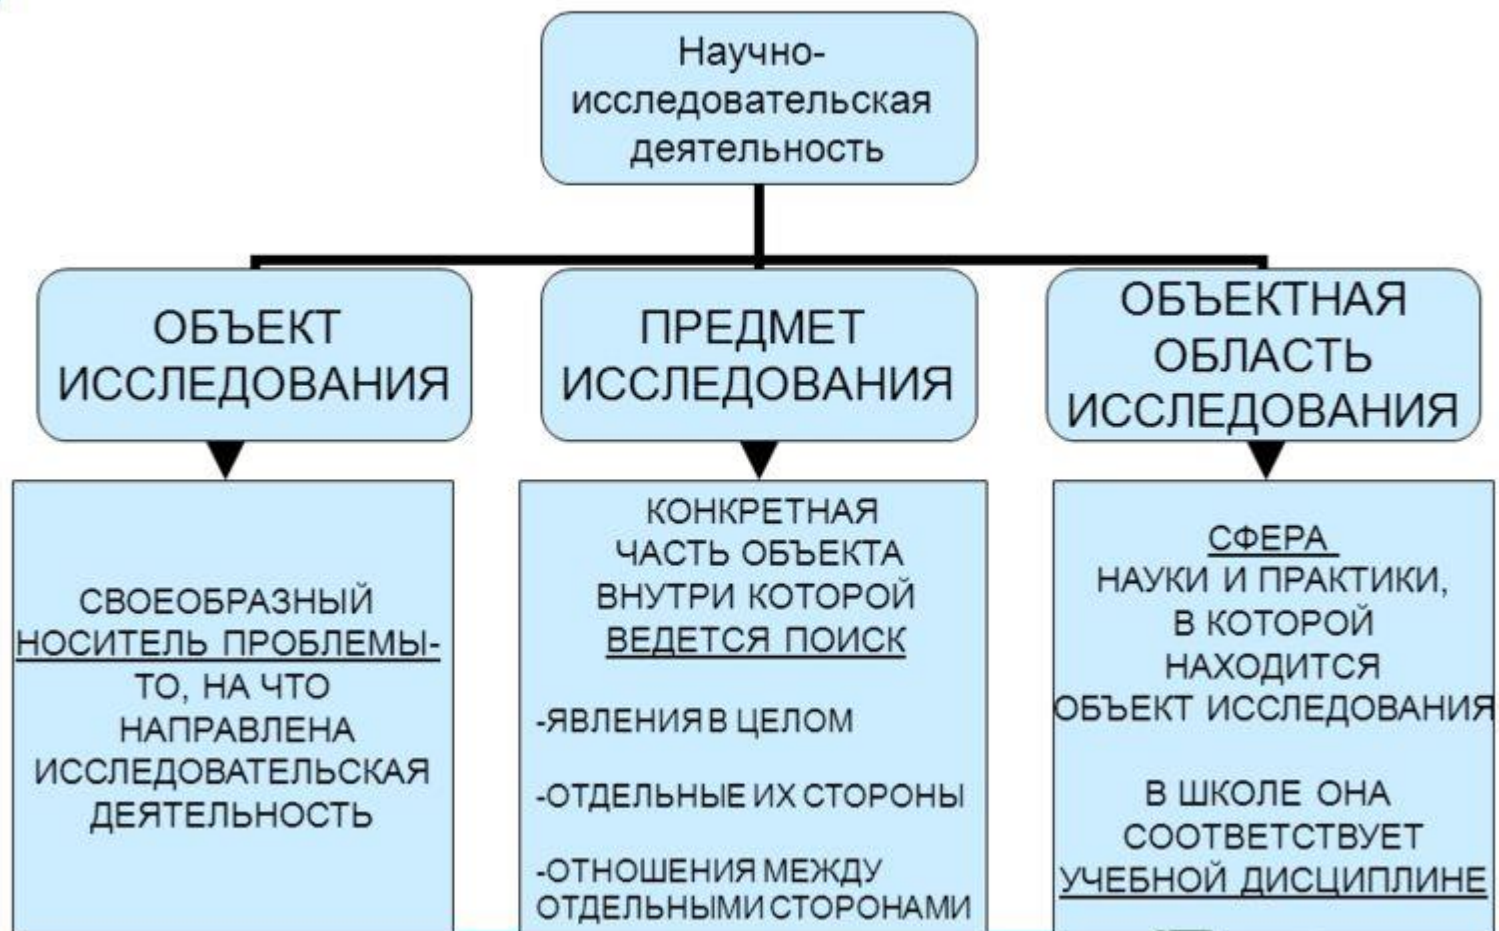 Научно-
исследовательская
деятельность
ОБЪЕКТ
ИССЛЕДОВАНИЯ
ПРЕДМЕТ
ИССЛЕДОВАНИЯ
ОБЪЕКТНАЯ
ОБЛАСТЬ
ИССЛЕДОВАНИЯ
СВОЕОБРАЗНЫЙ
НОСИТЕЛЬ ПРОБЛЕМЫ-
ТО, НА ЧТО
НАПРАВЛЕНА
ИССЛЕДОВАТЕЛЬСКАЯ
ДЕЯТЕЛЬНОСТЬ
КОНКРЕТНАЯ
ЧАСТЬ ОБЪЕКТА
ВНУТРИ КОТОРОЙ
ВЕДЕТСЯ ПОИСК
-ЯВЛЕНИЯ В ЦЕЛОМ
-ОТДЕЛЬНЫЕ ИХ СТОРОНЫ
-ОТНОШЕНИЯ МЕЖДУ
ОТДЕЛЬНЫМИ СТОРОНАМИ
СФЕРА
НАУКИ И ПРАКТИКИ,
В КОТОРОЙ
НАХОДИТСЯ
ОБЪЕКТ ИССЛЕДОВАНИЯ
В ШКОЛЕ ОНА
СООТВЕТСТВУЕТ
УЧЕБНОЙ ДИСЦИПЛИНЕ